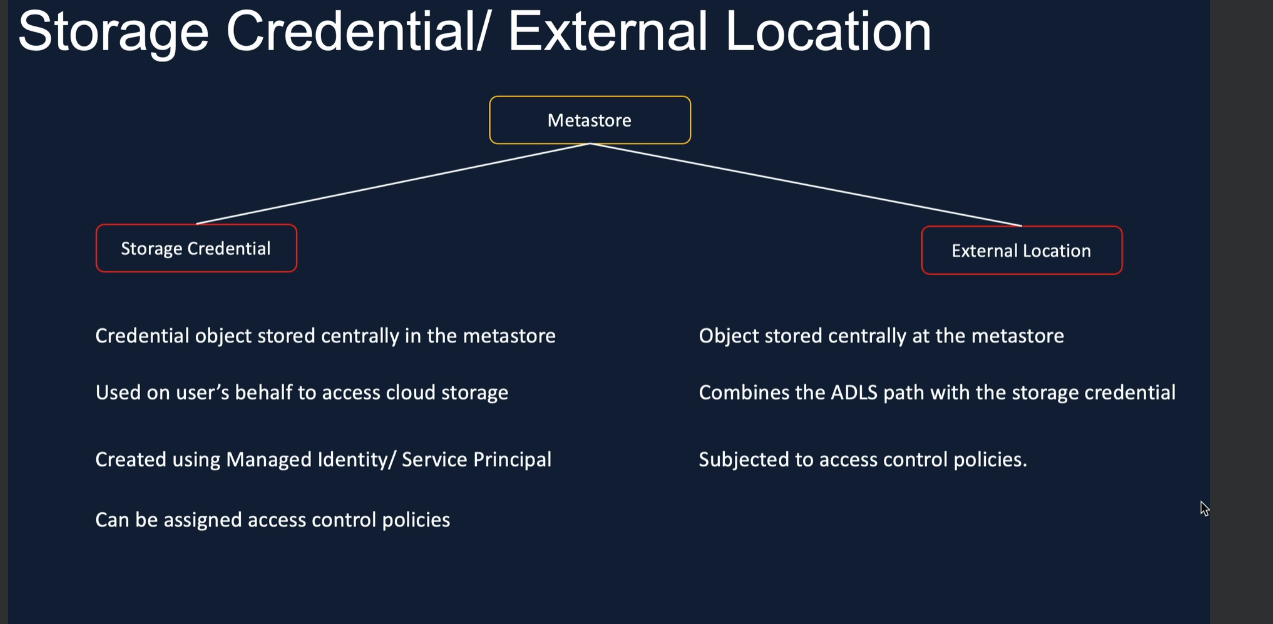 Storage Credential/ External Location
Metastore
Storage Credential
External Location
Credential object stored centrally in the metastore
Used on user’s behalf to access cloud storage
Created using Managed Identity/ Service Principal
Can be assigned access control policies
Object stored centrally at the metastore
Combines the ADLS path with the storage credential
Subjected to access control policies.